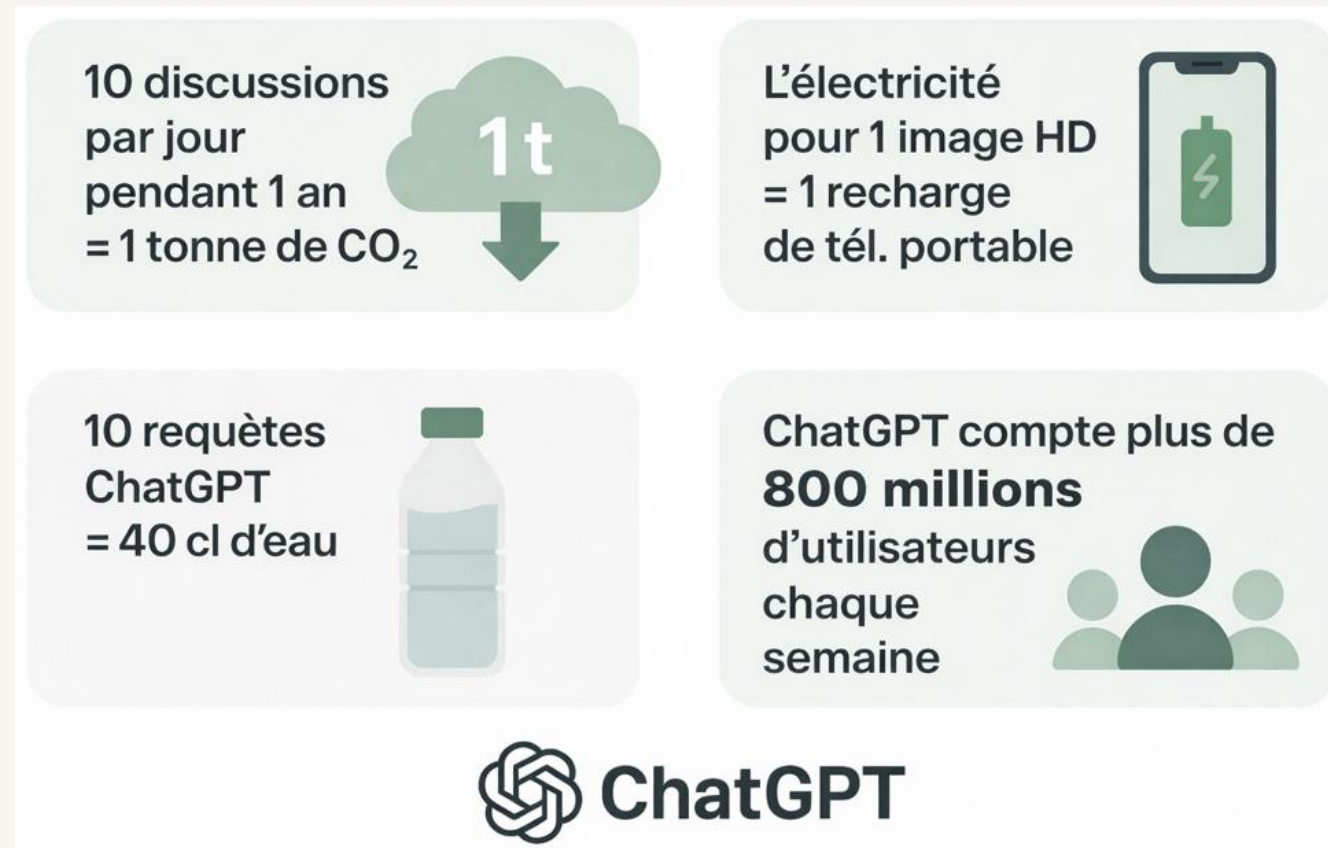 10 discussions
par jour
pendant 1 an
= 1 tonne de CO₂
1 t
L'électricité
pour 1 image HD
= 1 recharge
de tél. portable
10 requètes
ChatGPT
= 40 cl d'eau
ChatGPT compte plus de
800 millions
d'utilisateurs
chaque
semaine
ChatGPT